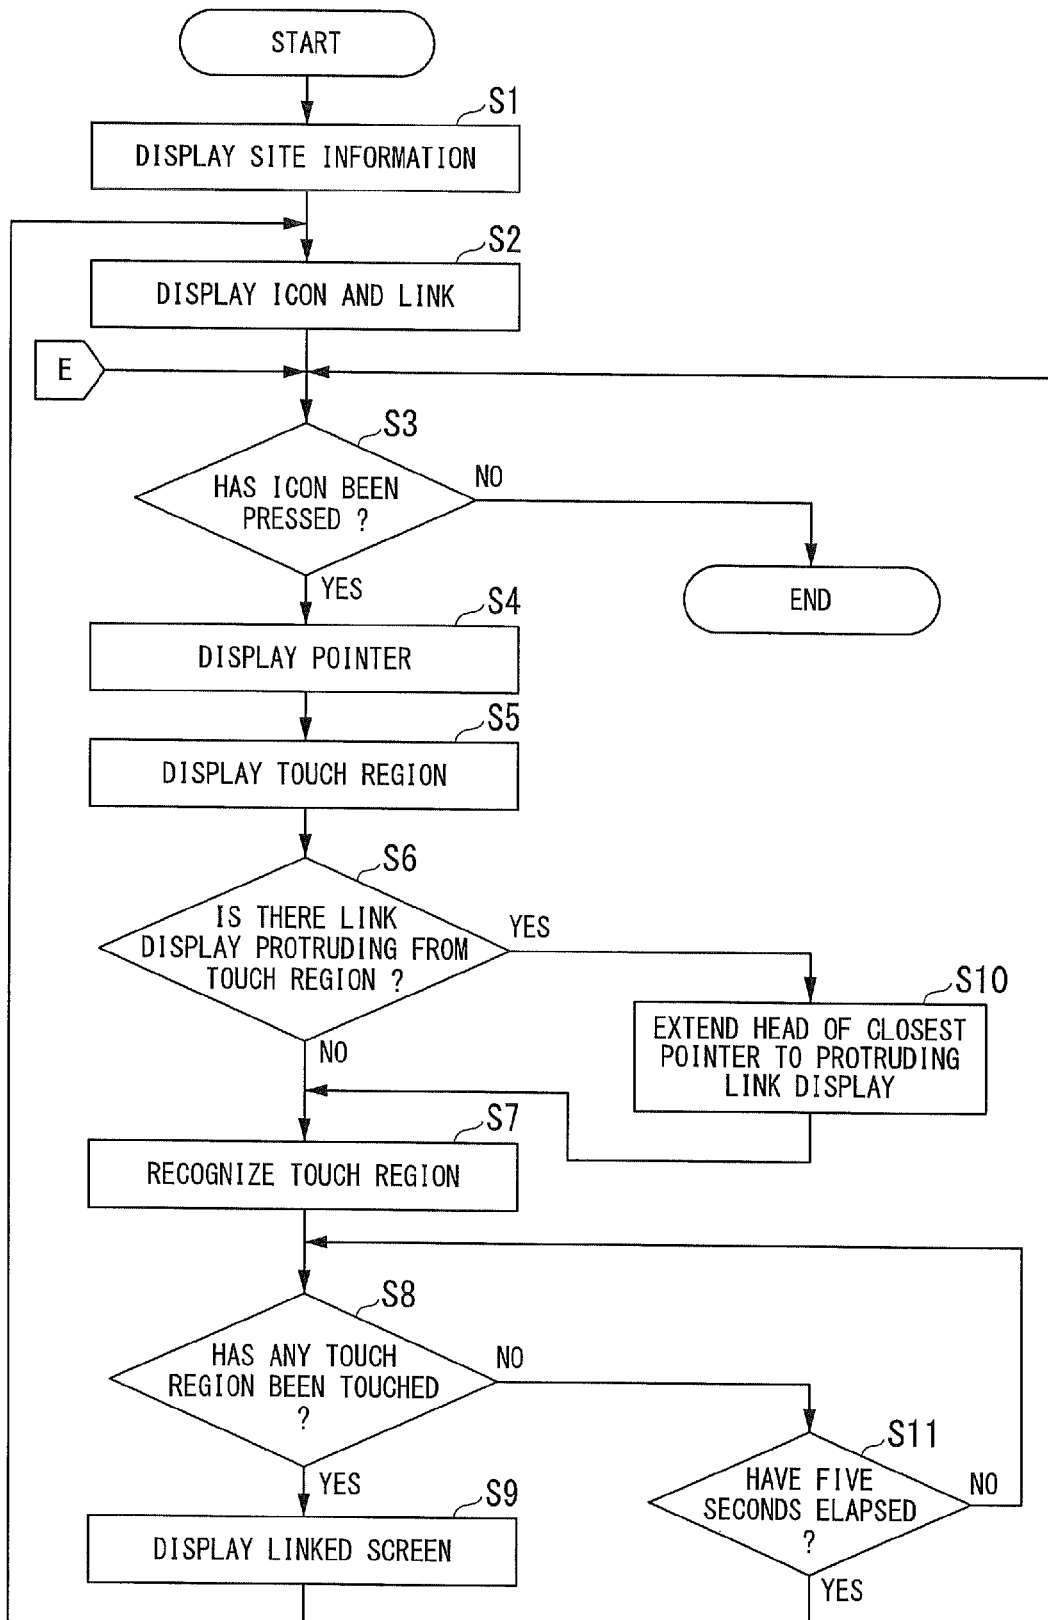 START
S1
DISPLAY SITE INFORMATION
S2
DISPLAY ICON AND LINK
E
S3
HAS ICON BEEN
PRESSED ?
NO
YES
END
S4
DISPLAY POINTER
S5
DISPLAY TOUCH REGION
S6
IS THERE LINK
DISPLAY PROTRUDING FROM
TOUCH REGION ?
YES
NO
S10
EXTEND HEAD OF CLOSEST
POINTER TO PROTRUDING
LINK DISPLAY
S7
RECOGNIZE TOUCH REGION
S8
HAS ANY TOUCH
REGION BEEN TOUCHED
?
NO
YES
S11
HAVE FIVE
SECONDS ELAPSED
?
NO
YES
S9
DISPLAY LINKED SCREEN